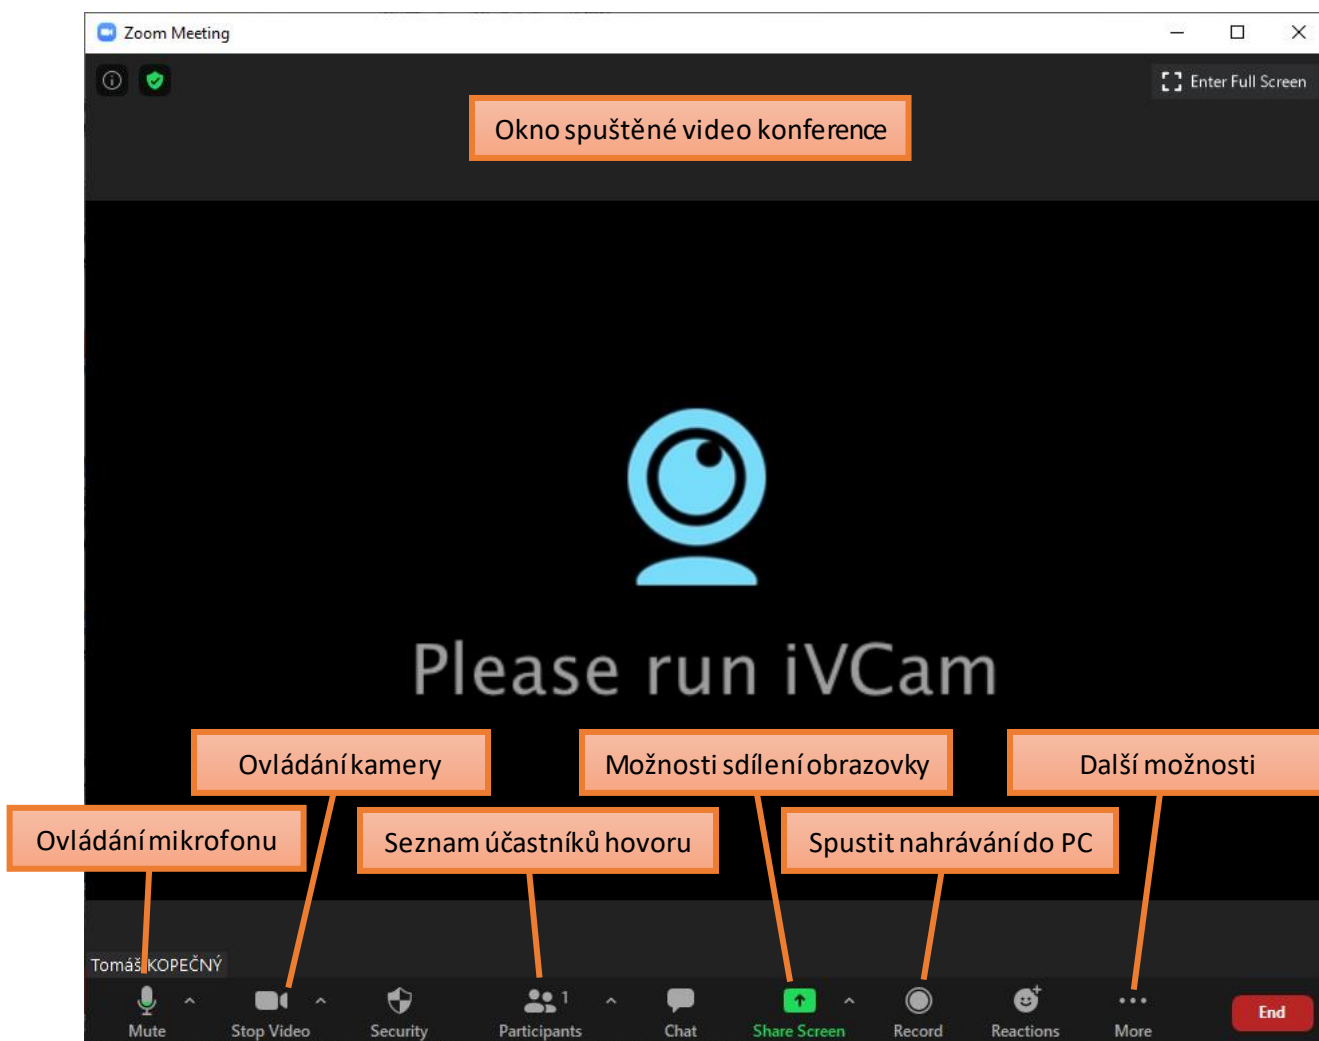 Zoom Meeting
Enter Full Screen
Okno spuštěné video konference
Please run iVCam
Ovládání kamery
Možnosti sdílení obrazovky
Další možnosti
Ovládání mikrofonu
Seznam účastníků hovoru
Spustit nahrávání do PC
Tomáš KOPEČNÝ
1
Mute
Stop Video
Security
Participants
Chat
Share Screen
Record
Reactions
More
End